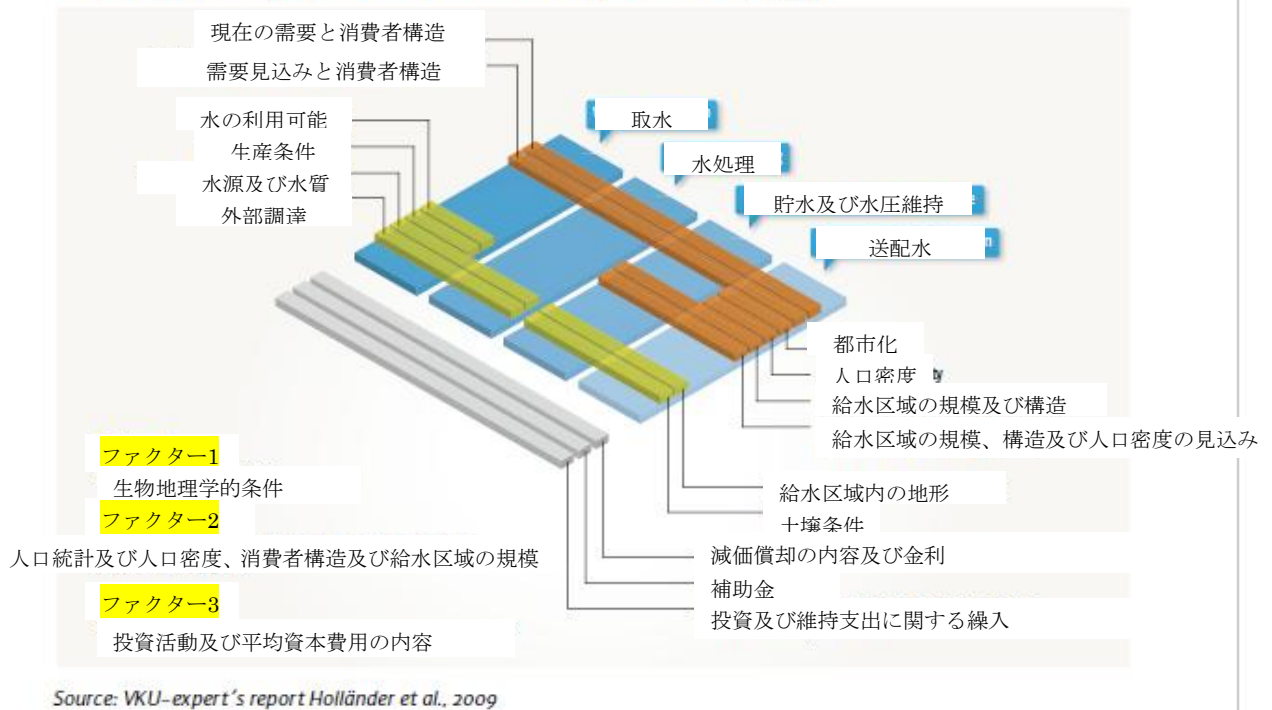 現在の需要と消費者構造
需要見込みと消費者構造
水の利用可能
生産条件
水源及び水質
外部調達
取水
水処理
貯水及び水圧維持
送配水
都市化
人口密度
給水区域の規模及び構造
給水区域の規模、構造及び人口密度の見込み
給水区域内の地形
土壌条件
減価償却の内容及び金利
補助金
投資及び維持支出に関する繰入
ファクター1
生物地理学的条件
ファクター2
人口統計及び人口密度、消費者構造及び給水区域の規模
ファクター3
投資活動及び平均資本費用の内容
Source: VKU–expert´s report Holländer et al., 2009